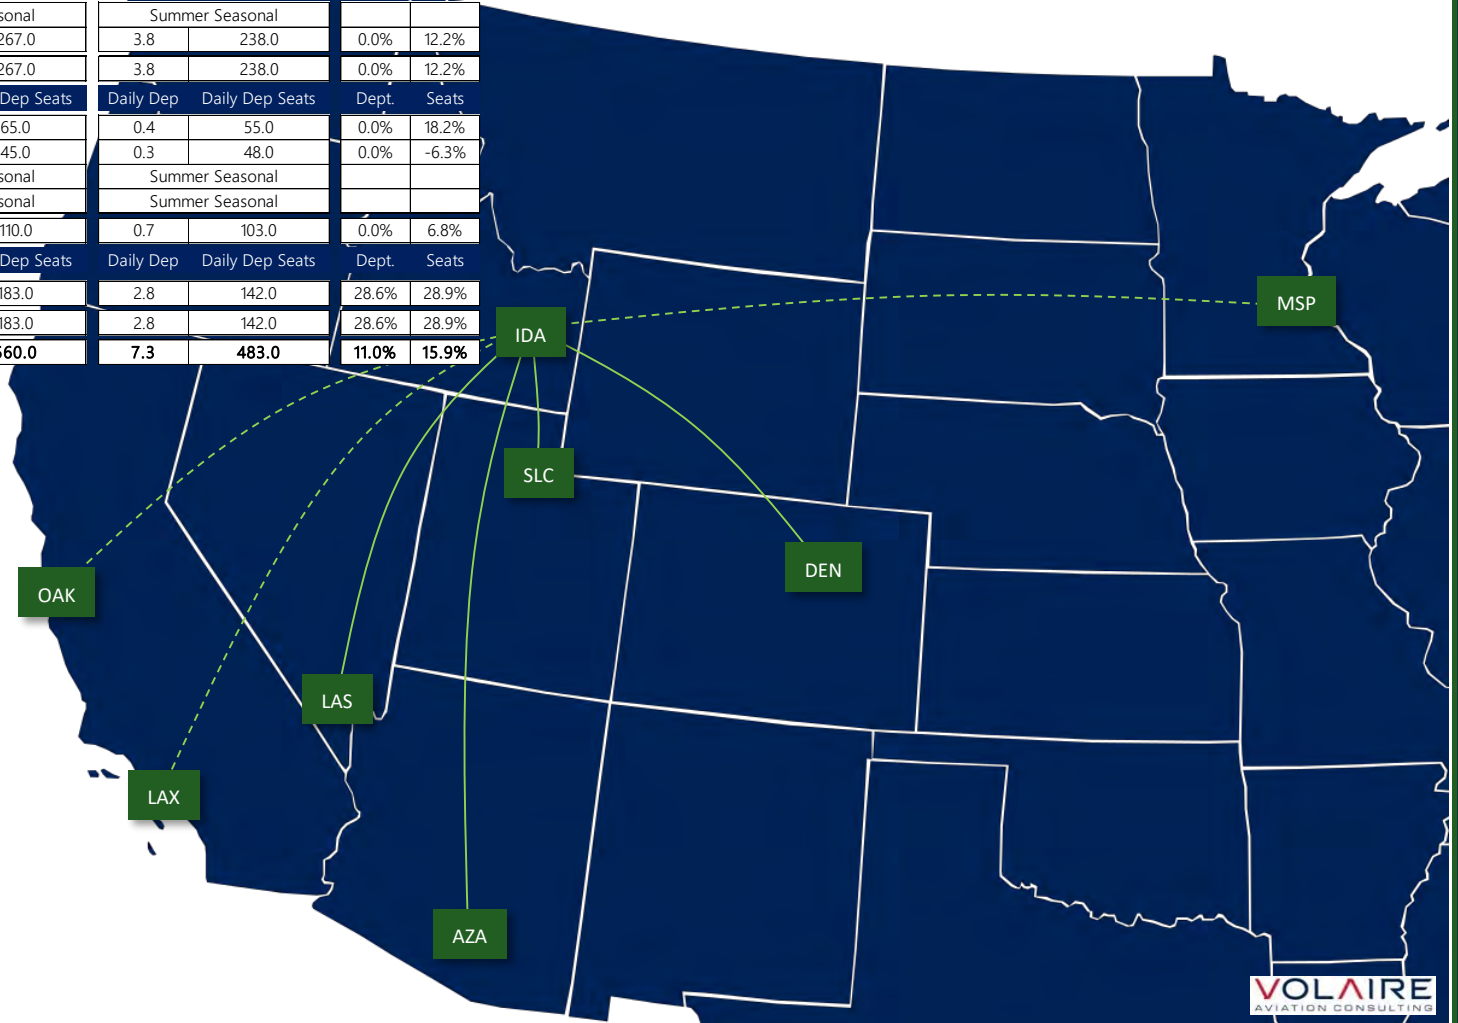 sonal Summer Seasonal
267.0 3.8 238.0 0.0% 12.2%
267.0 3.8 238.0 0.0% 12.2%
Dep Seats Daily Dep Daily Dep Seats Dept. Seats
65.0 0.4 55.0 0.0% 18.2%
45.0 0.3 48.0 0.0% -6.3%
sonal Summer Seasonal
sonal Summer Seasonal
110.0 0.7 103.0 0.0% 6.8%
Dep Seats Daily Dep Daily Dep Seats Dept. Seats
183.0 2.8 142.0 28.6% 28.9%
183.0 2.8 142.0 28.6% 28.9%
560.0 7.3 483.0 11.0% 15.9%
MSP
IDA
SLC
DEN
OAK
LAS
LAX
AZA
VOLAIRE
AVIATION CONSULTING